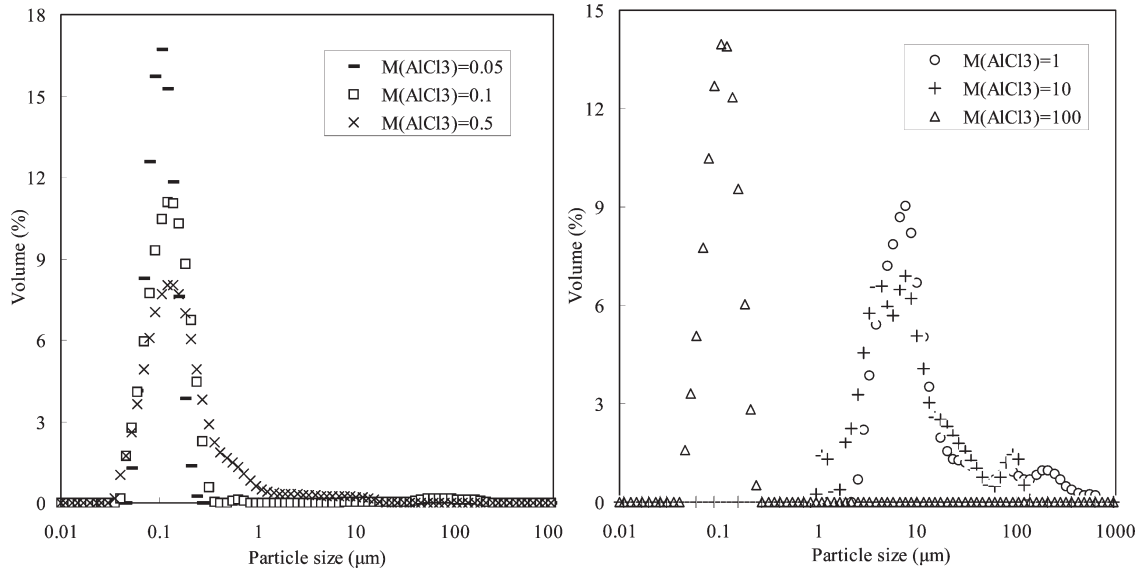 18
15
12
9
6
3
0
Volume (%)
M(AlCl3)=0.05
M(AlCl3)=0.1
M(AlCl3)=0.5
0.01
0.1
1
10
100
100
Particle size (µm)
15
12
9
6
3
0
Volume (%)
M(AlCl3)=1
M(AlCl3)=10
M(AlCl3)=100
0.01
0.1
1
10
100
1000
Particle size (µm)